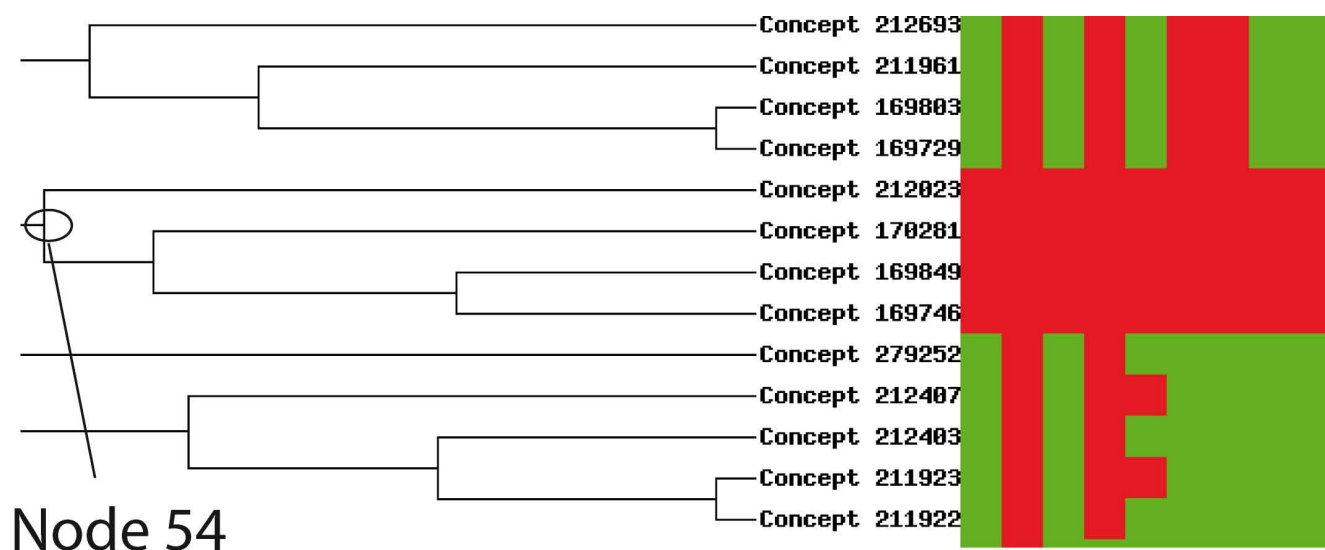 Concept 212693
Concept 211961
Concept 169803
Concept 169729
Concept 212023
Concept 170281
Concept 169849
Concept 169746
Concept 279252
Concept 212407
Concept 212403
Concept 211923
Concept 211922
Node 54